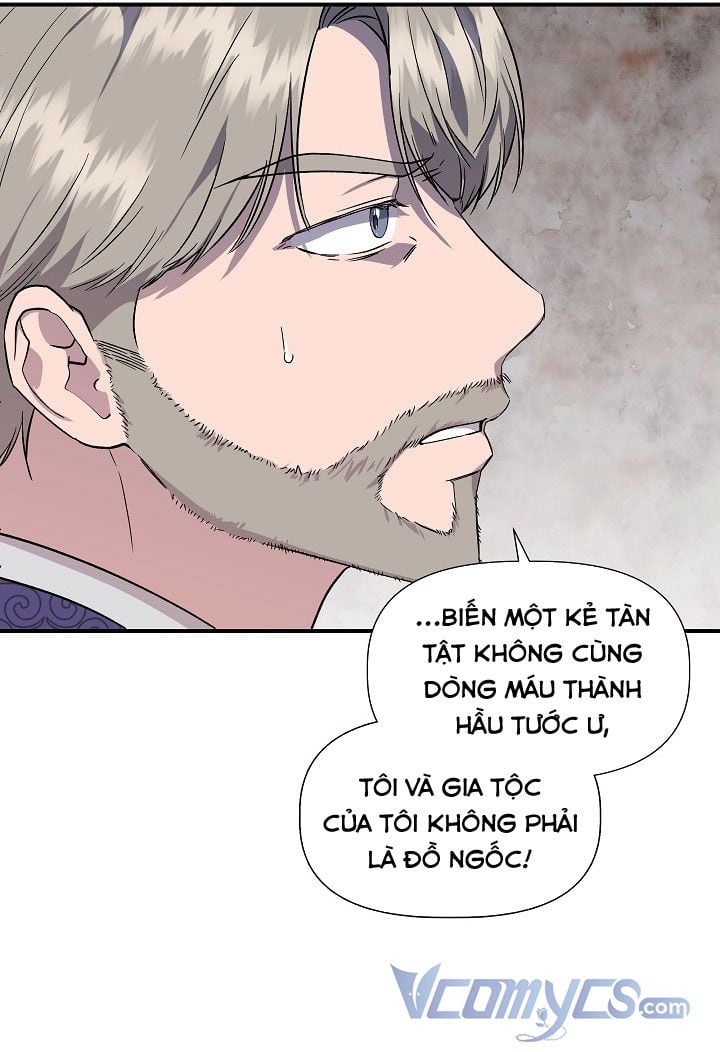 ...BIẾN MỘT KẺ TÀN
TẬT KHÔNG CÙNG
DÒNG MÁU THÀNH
HẦU TƯỚC Ư,
TÔI VÀ GIA TỘC
CỦA TÔI KHÔNG PHẢI
LÀ ĐỒ NGỐC!
VCOMYCS.com